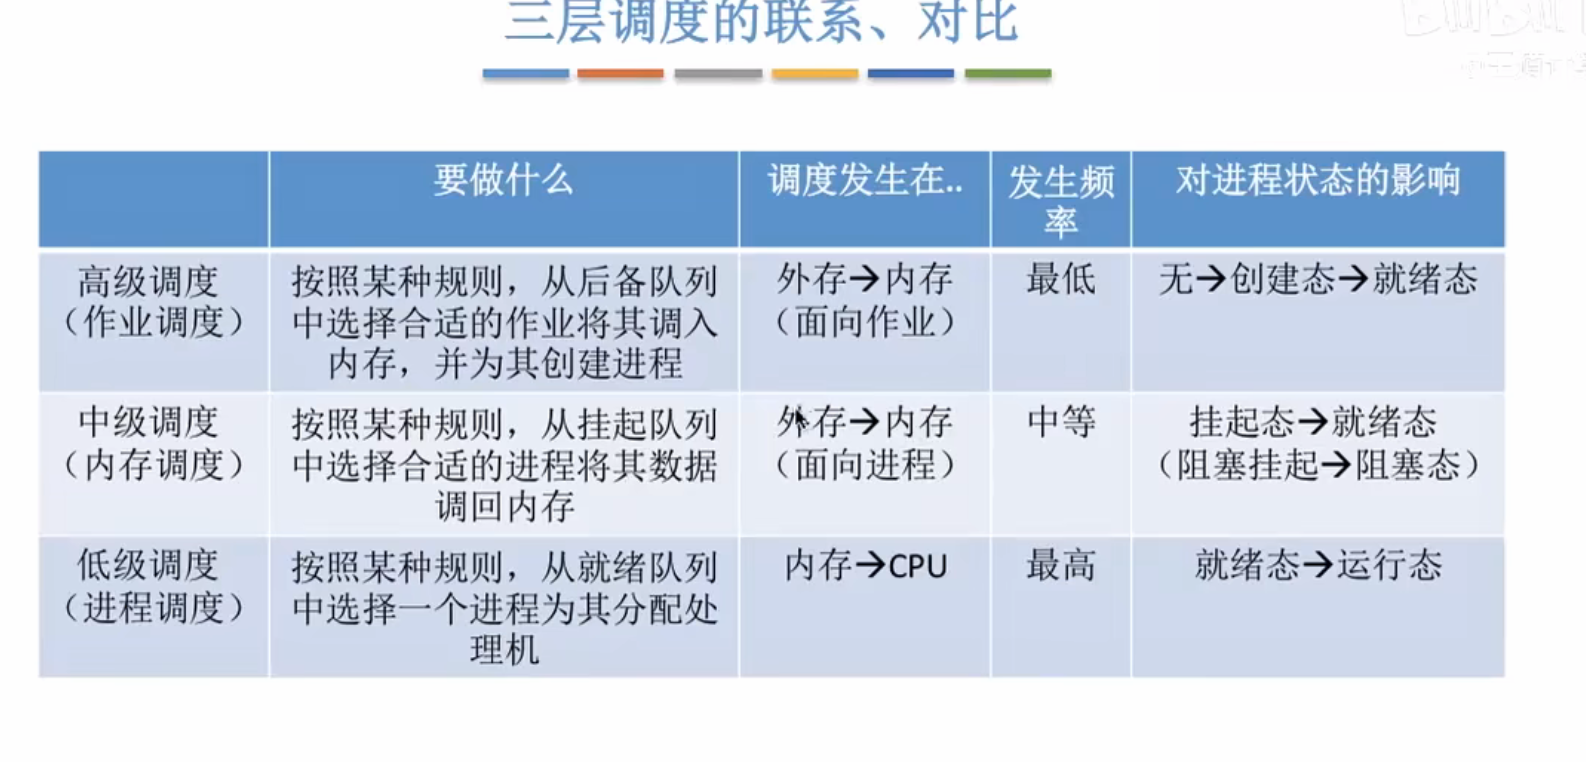 三层调度的联系、对比
要做什么
调度发生在..
发生频
率
对进程状态的影响
高级调度
（作业调度）
按照某种规则，从后备队列
中选择合适的作业将其调入
内存，并为其创建进程
外存→内存
（面向作业）
最低
无→创建态→就绪态
中级调度
（内存调度）
按照某种规则，从挂起队列
中选择合适的进程将其数据
调回内存
外存→内存
（面向进程）
中等
挂起态→就绪态
（阻塞挂起→阻塞态）
低级调度
（进程调度）
按照某种规则，从就绪队列
中选择一个进程为其分配处
理机
内存→CPU
最高
就绪态→运行态